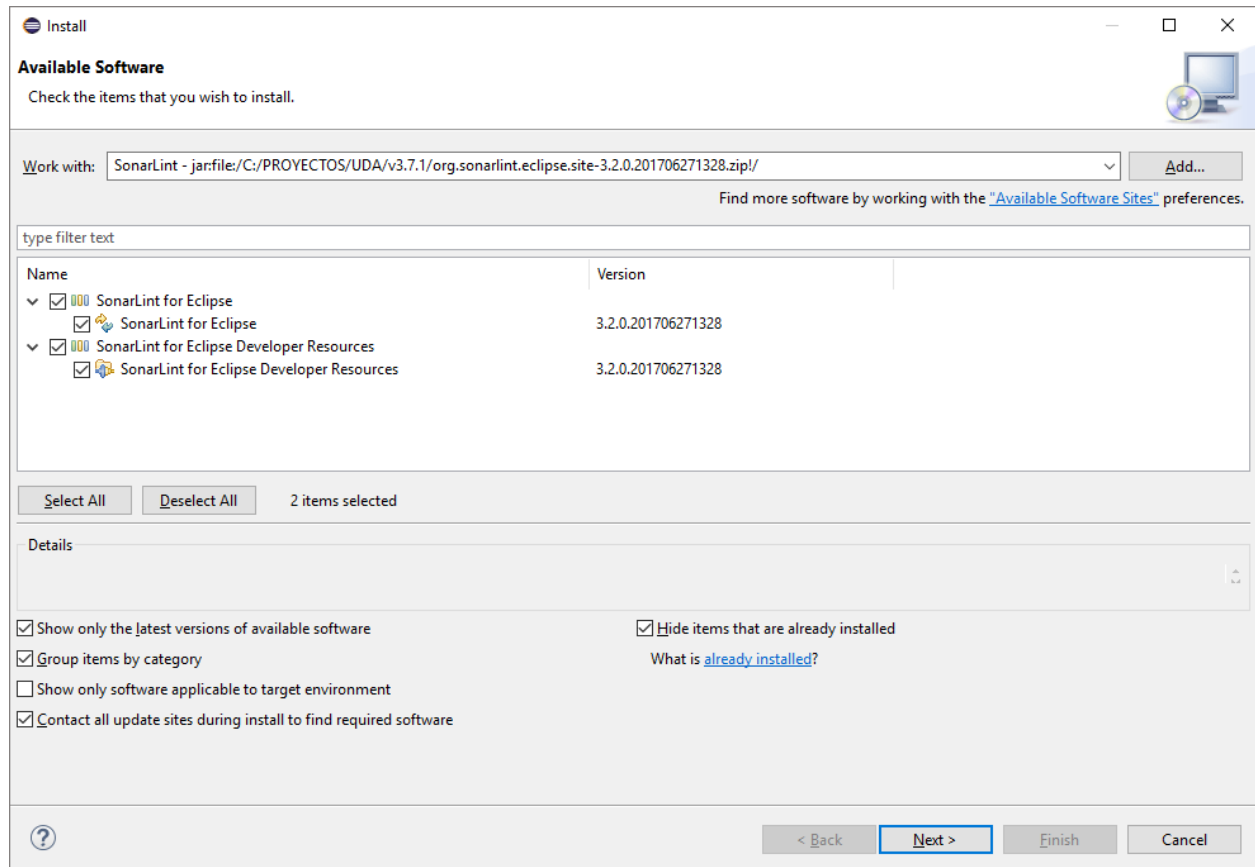 Install
Available Software
Check the items that you wish to install.
Work with: SonarLint - jar:file:/C:/PROYECTOS/UDA/v3.7.1/org.sonarlint.eclipse.site-3.2.0.201706271328.zip!/ Add...
Find more software by working with the "Available Software Sites" preferences.
type filter text
Name Version
SonarLint for Eclipse
SonarLint for Eclipse 3.2.0.201706271328
SonarLint for Eclipse Developer Resources
SonarLint for Eclipse Developer Resources 3.2.0.201706271328
Select All Deselect All 2 items selected
Details
Show only the latest versions of available software Hide items that are already installed
Group items by category What is already installed?
Show only software applicable to target environment
Contact all update sites during install to find required software
? < Back Next > Finish Cancel